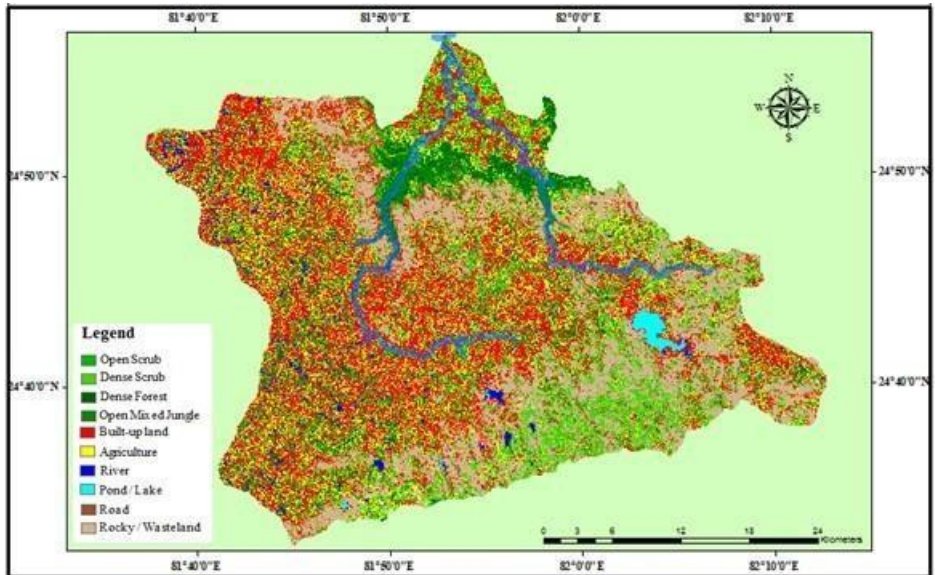 81°40'0"E 81°50'0"E 82°0'0"E 82°10'0"E
N
W E
S
24°50'0"N 24°50'0"N
Legend
Open Scrub
Dense Scrub
Dense Forest
Open Mixed Jungle
Built-up land
Agriculture
River
Pond / Lake
Road
Rocky / Wasteland
24°40'0"N 24°40'0"N
0 3 6 12 18 24
Kilometers
81°40'0"E 81°50'0"E 82°0'0"E 82°10'0"E